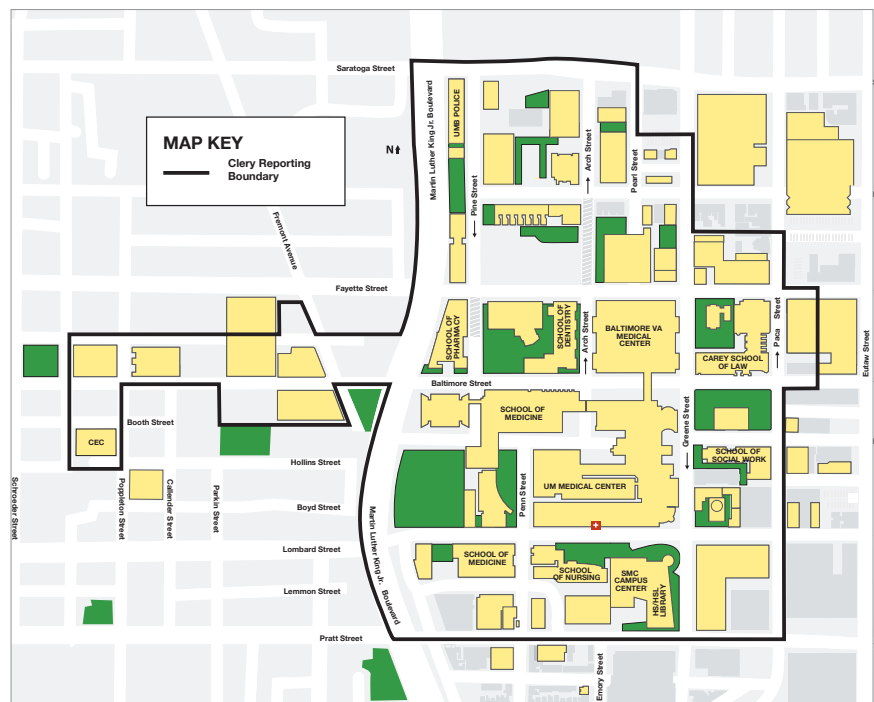 Saratoga Street
Martin Luther King Jr. Boulevard
UMB POLICE
MAP KEY
Clery Reporting
Boundary
N
Arch Street
Pearl Street
Pine Street
Fremont Avenue
Fayette Street
SCHOOL OF
PHARMACY
SCHOOL OF
DENTISTRY
Arch Street
BALTIMORE VA
MEDICAL
CENTER
CAREY SCHOOL
OF LAW
Paca Street
Eutaw Street
Baltimore Street
SCHOOL OF
MEDICINE
Greene Street
Booth Street
CEC
Hollins Street
SCHOOL OF
SOCIAL WORK
Schroeder Street
Poppleton Street
Callender Street
Parkin Street
Boyd Street
Penn Street
UM MEDICAL CENTER
Martin Luther King Jr. Boulevard
Lombard Street
SCHOOL OF
MEDICINE
SCHOOL
OF NURSING
SMC
CAMPUS
CENTER
HS/HSL
LIBRARY
Lemmon Street
Pratt Street
Emory Street